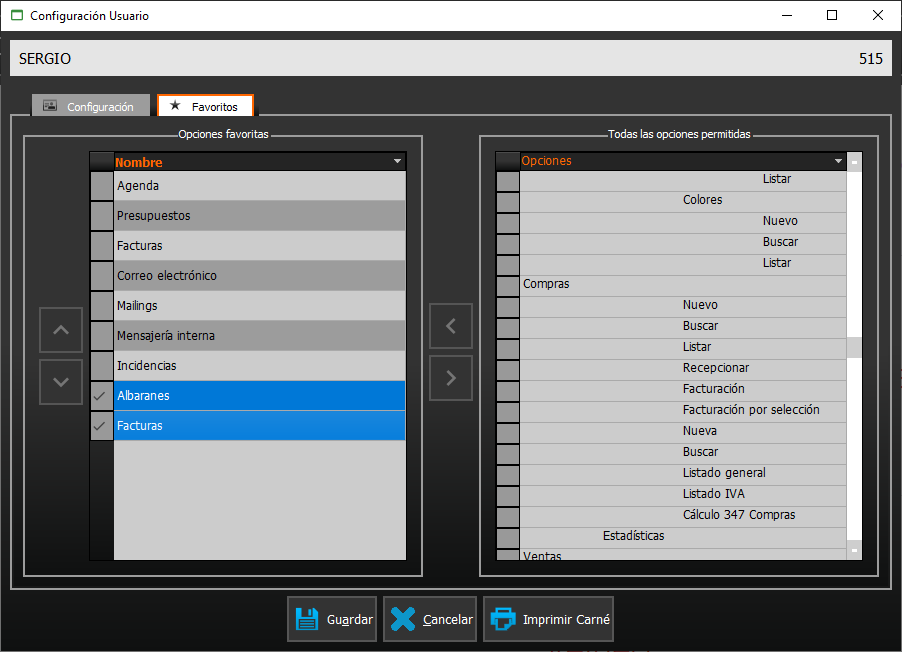 Configuración Usuario
SERGIO 515
Configuración Favoritos
Opciones favoritas
Nombre
Agenda
Presupuestos
Facturas
Correo electrónico
Mailings
Mensajería interna
Incidencias
Albaranes
Facturas
Todas las opciones permitidas
Opciones
Listar
Colores
Nuevo
Buscar
Listar
Compras
Nuevo
Buscar
Listar
Recepcionar
Facturación
Facturación por selección
Nueva
Buscar
Listado general
Listado IVA
Cálculo 347 Compras
Estadísticas
Ventas
Guardar Cancelar Imprimir Carné